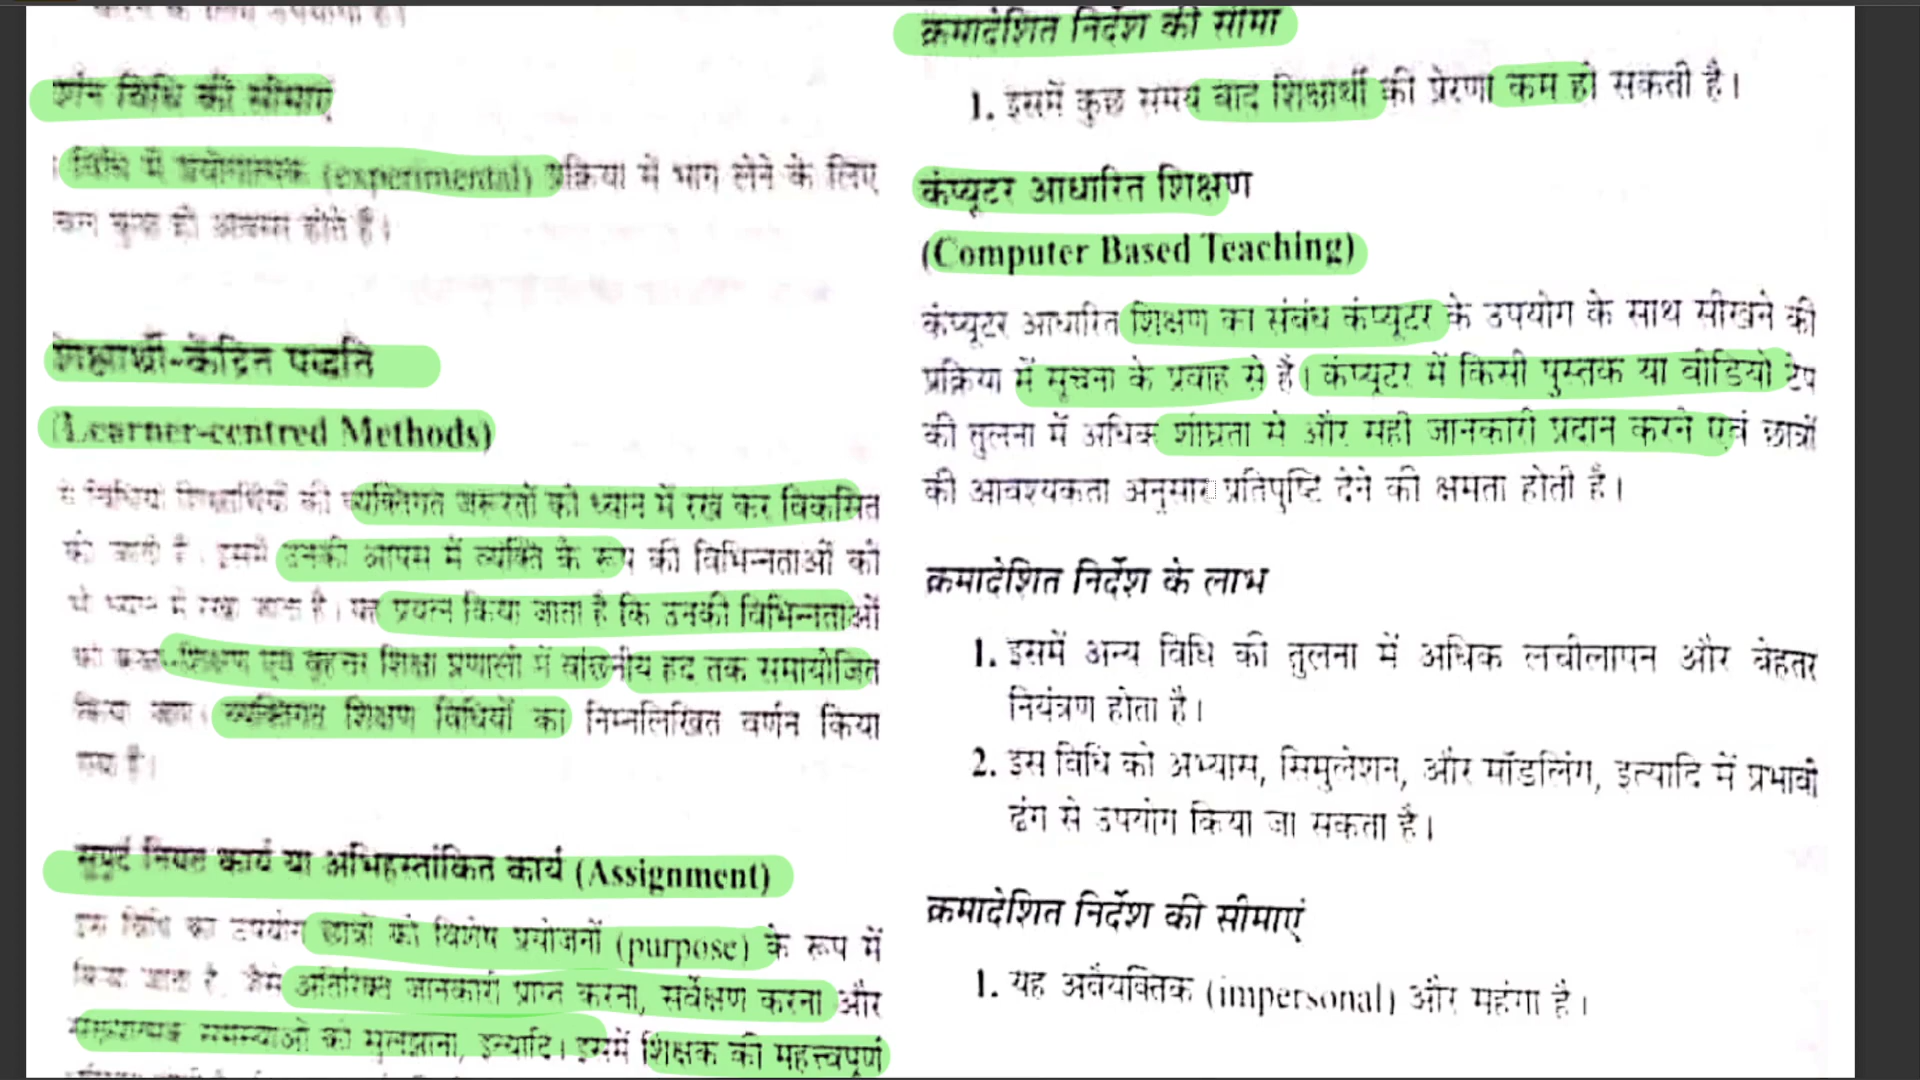 विधि की सीमाएं
विधि में प्रयोगात्मक (experimental) प्रक्रिया में भाग लेने के लिए
कुछ ही अवसर होते हैं।
शिक्षार्थी-केंद्रित पद्धति
(Learner-centred Methods)
विधियां शिक्षार्थियों की व्यक्तिगत जरूरतों को ध्यान में रख कर विकसित
की जाती हैं। इसमें उनकी आपस में व्यक्ति के रूप की विभिन्नताओं को
भी ध्यान में रखा जाता है। यह प्रयत्न किया जाता है कि उनकी विभिन्नताओं
को कक्षा-शिक्षण एवं वृहत्तर शिक्षा प्रणाली में वांछनीय हद तक समायोजित
किया जाए। व्यक्तिगत शिक्षण विधियों का निम्नलिखित वर्णन किया
गया है।
सुपुर्द नियत कार्य या अभिहस्तांकित कार्य (Assignment)
इस विधि का उपयोग छात्रों को विशेष प्रयोजनों (purpose) के रूप में
किया जाता है, जैसे अतिरिक्त जानकारी प्राप्त करना, सर्वेक्षण करना और
समस्याओं को सुलझाना, इत्यादि। इसमें शिक्षक की महत्त्वपूर्ण
क्रमादेशित निर्देश की सीमा
1. इसमें कुछ समय बाद शिक्षार्थी की प्रेरणा कम हो सकती है।
कंप्यूटर आधारित शिक्षण
(Computer Based Teaching)
कंप्यूटर आधारित शिक्षण का संबंध कंप्यूटर के उपयोग के साथ सीखने की
प्रक्रिया में सूचना के प्रवाह से है। कंप्यूटर में किसी पुस्तक या वीडियो टेप
की तुलना में अधिक शीघ्रता से और सही जानकारी प्रदान करने एवं छात्रों
की आवश्यकता अनुसार प्रतिपुष्टि देने की क्षमता होती है।
क्रमादेशित निर्देश के लाभ
1. इसमें अन्य विधि की तुलना में अधिक लचीलापन और बेहतर
नियंत्रण होता है।
2. इस विधि को अभ्यास, सिमुलेशन, और मॉडलिंग, इत्यादि में प्रभावी
ढंग से उपयोग किया जा सकता है।
क्रमादेशित निर्देश की सीमाएं
1. यह अवैयक्तिक (impersonal) और महंगा है।